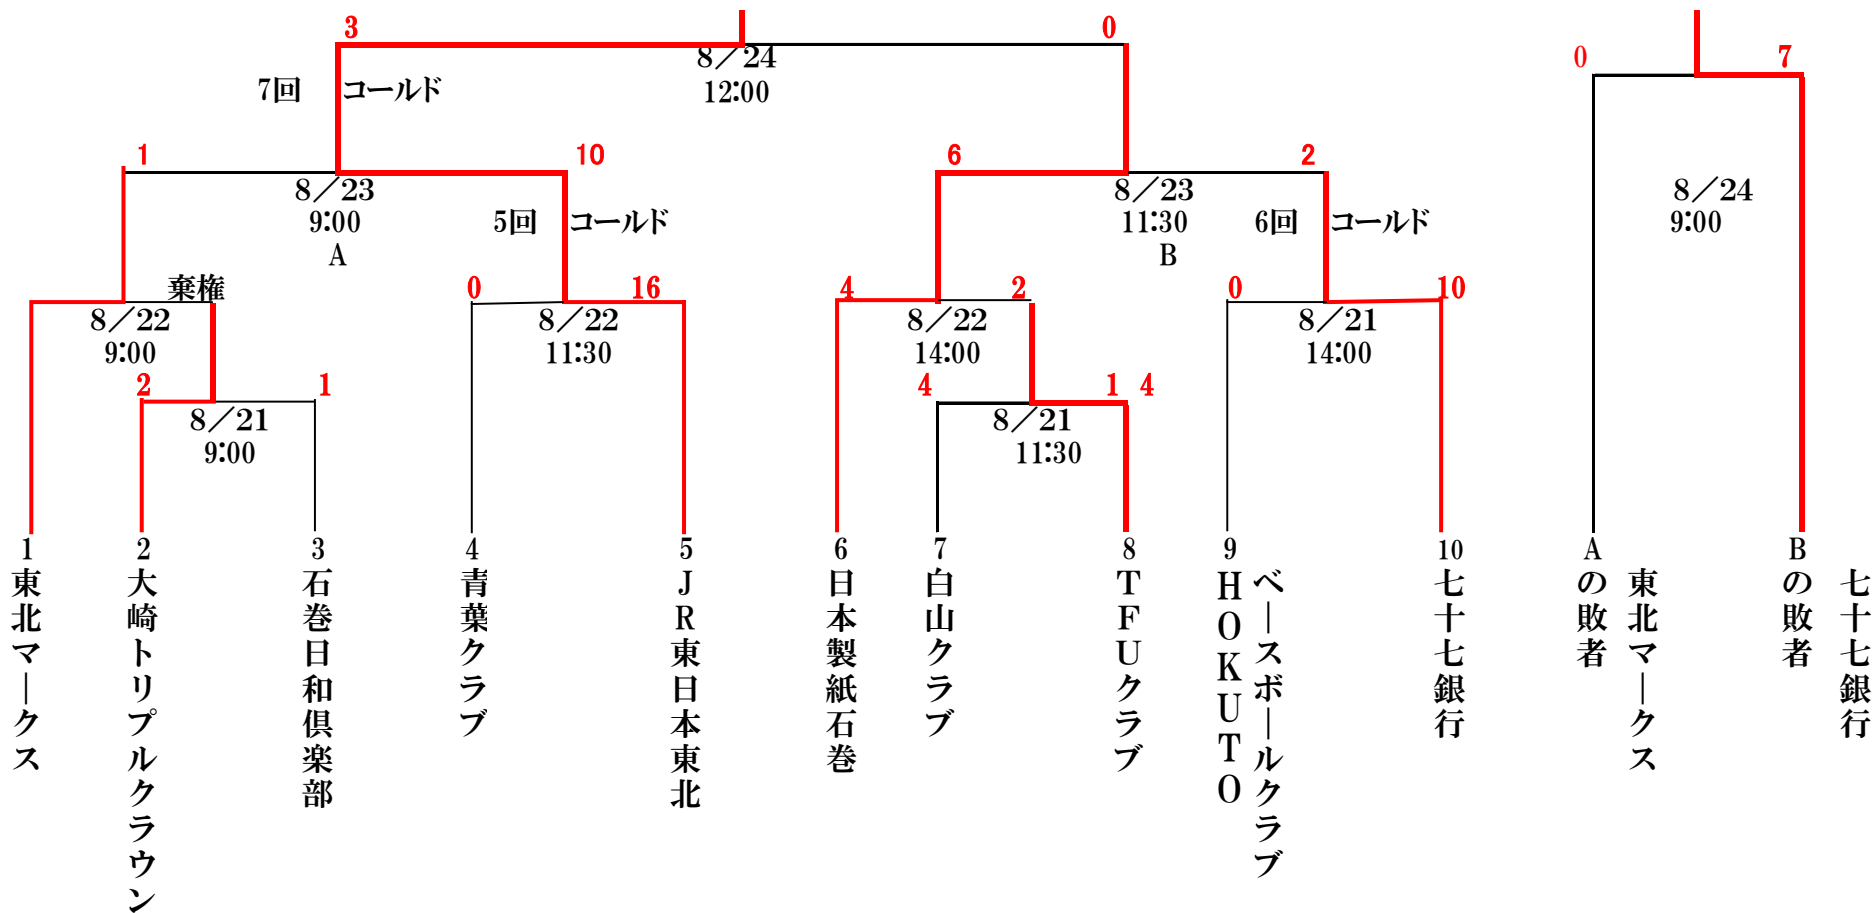 3
0
8／24
12:00
7回 コールド
0
7
8／24
9:00
1
10
8／23
9:00
A
5回 コールド
6
2
8／23
11:30
B
6回 コールド
棄権
8／22
9:00
0
16
8／22
11:30
4
2
8／22
14:00
0
10
8／21
14:00
2
1
8／21
9:00
4
1 4
8／21
11:30
1
東北マークス
2
大崎トリプルクラウン
3
石巻日和倶楽部
4
青葉クラブ
5
JR東日本東北
6
日本製紙石巻
7
白山クラブ
8
TFUクラブ
9
HOKUTO
ベースボールクラブ
10
七十七銀行
Aの敗者
東北マークス
Bの敗者
七十七銀行